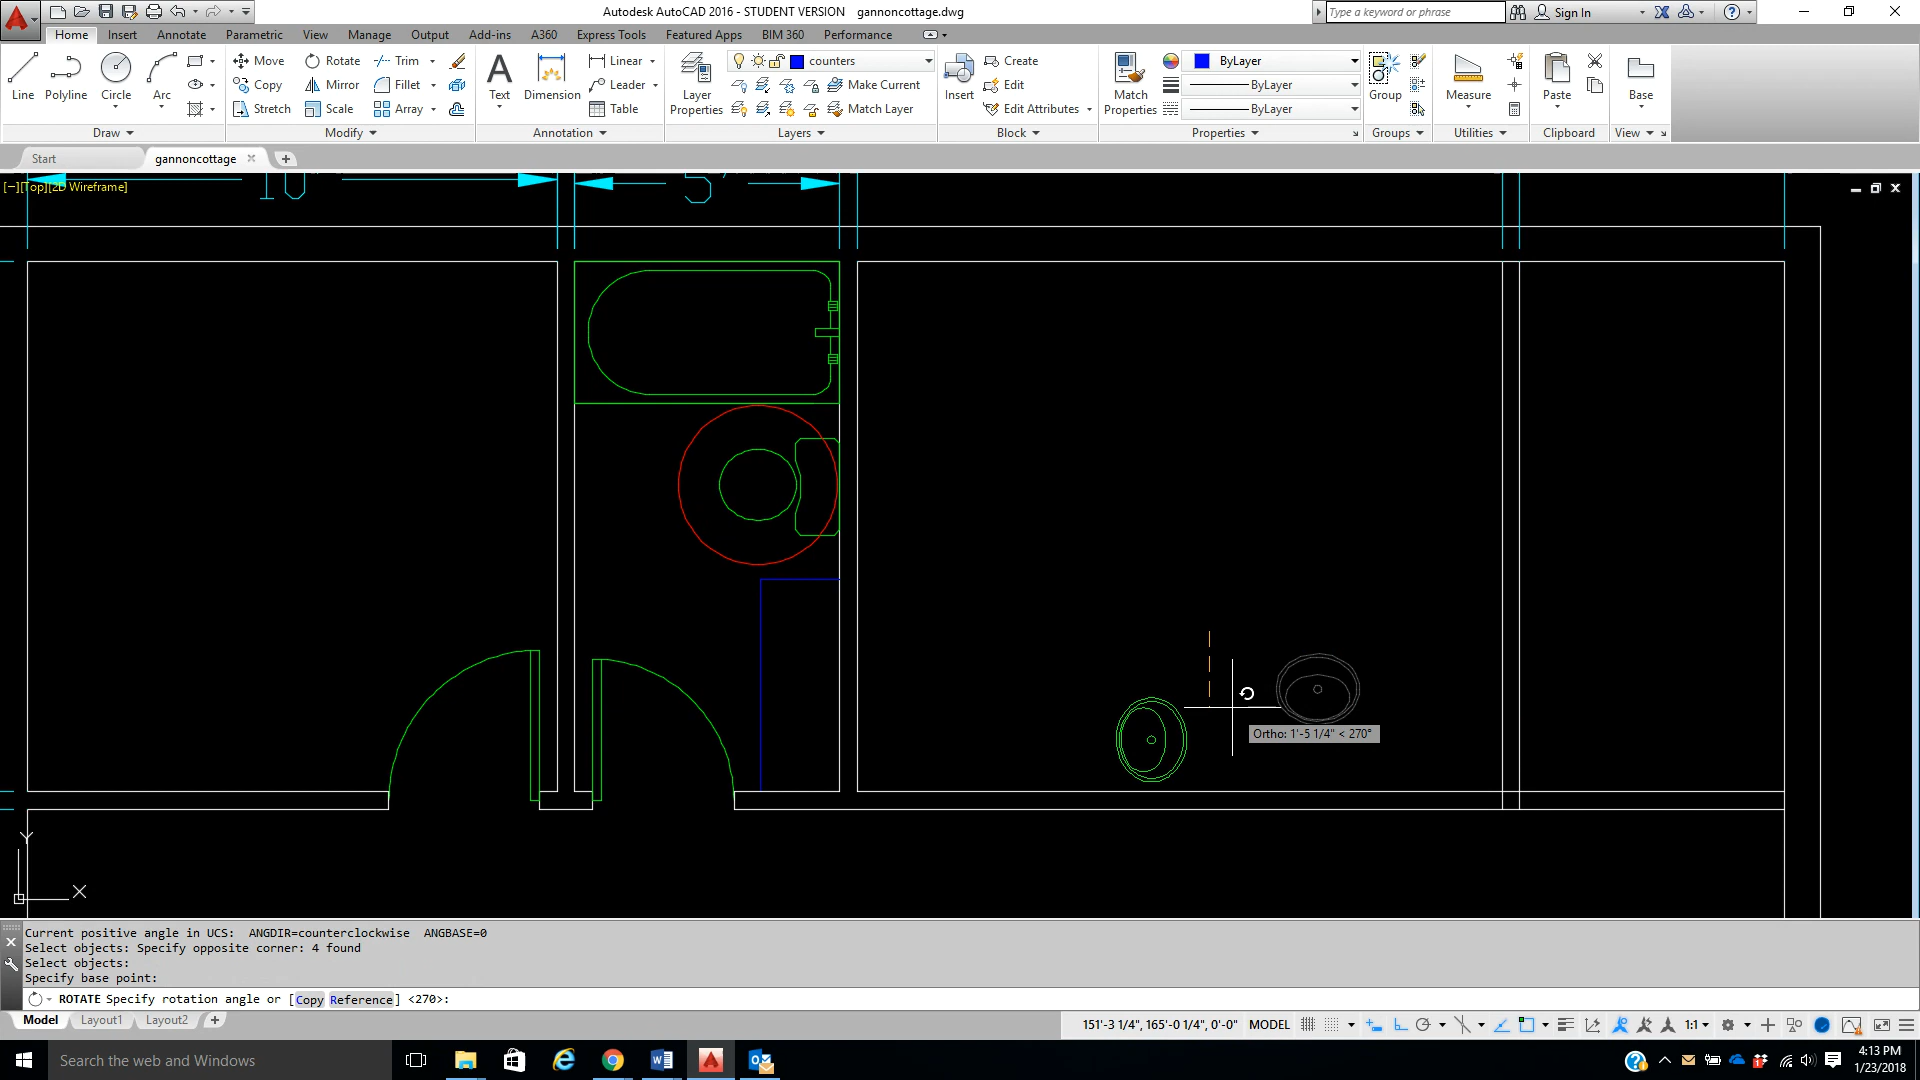 Autodesk AutoCAD 2016 - STUDENT VERSION gannoncottage.dwg
Type a keyword or phrase
Sign In
Home Insert Annotate Parametric View Manage Output Add-ins A360 Express Tools Featured Apps BIM 360 Performance
Line Polyline Circle Arc
Draw
Move Rotate Trim
Copy Mirror Fillet
Stretch Scale Array
Modify
Text Dimension
Linear
Leader
Table
Annotation
Layer Properties
counters
Make Current
Match Layer
Layers
Insert
Create
Edit
Edit Attributes
Block
Match Properties
ByLayer
ByLayer
ByLayer
Properties
Group
Groups
Measure
Utilities
Paste
Clipboard
Base
View
Start gannoncottage
[−][Top][2D Wireframe]
10'
5'
Ortho: 1'-5 1/4" < 270°
Y
X
Current positive angle in UCS: ANGDIR=counterclockwise ANGBASE=0
Select objects: Specify opposite corner: 4 found
Select objects:
Specify base point:
ROTATE Specify rotation angle or [Copy Reference] <270>:
Model Layout1 Layout2
151'-3 1/4", 165'-0 1/4", 0'-0" MODEL 1:1
Search the web and Windows
4:13 PM
1/23/2018